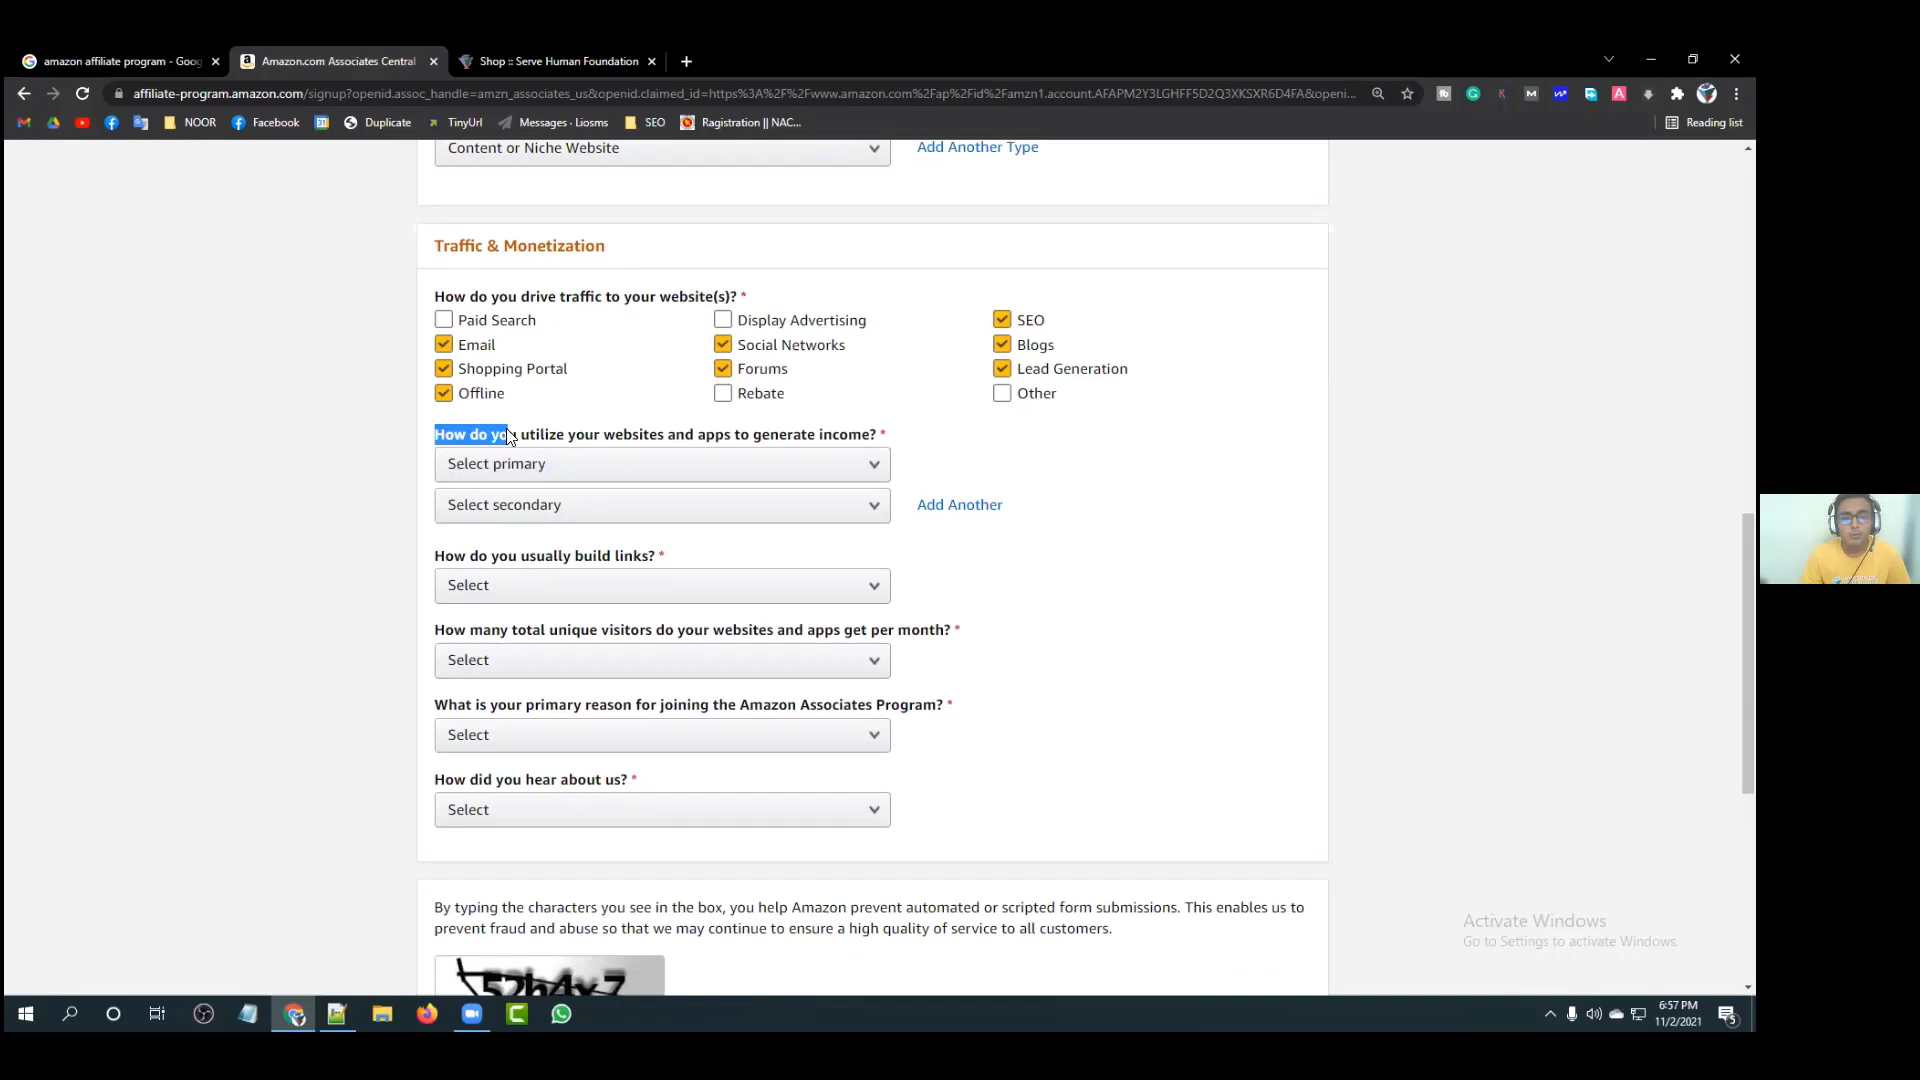 amazon affiliate program - Goog
Amazon.com Associates Central
Shop :: Serve Human Foundation
affiliate-program.amazon.com/signup?openid.assoc_handle=amzn_associates_us&openid.claimed_id=https%3A%2F%2Fwww.amazon.com%2Fap%2Fid%2Famzn1.account.AFAPM2Y3LGHFF5D2Q3XKSXR6D4FA&openi...
NOOR
Facebook
Duplicate
TinyUrl
Messages · Liosms
SEO
Ragistration || NAC...
Reading list
Content or Niche Website
Add Another Type
Traffic & Monetization
How do you drive traffic to your website(s)? *
Paid Search
Display Advertising
SEO
Email
Social Networks
Blogs
Shopping Portal
Forums
Lead Generation
Offline
Rebate
Other
How do you utilize your websites and apps to generate income? *
Select primary
Select secondary
Add Another
How do you usually build links? *
Select
How many total unique visitors do your websites and apps get per month? *
Select
What is your primary reason for joining the Amazon Associates Program? *
Select
How did you hear about us? *
Select
By typing the characters you see in the box, you help Amazon prevent automated or scripted form submissions. This enables us to
prevent fraud and abuse so that we may continue to ensure a high quality of service to all customers.
Activate Windows
Go to Settings to activate Windows.
6:57 PM
11/2/2021
5